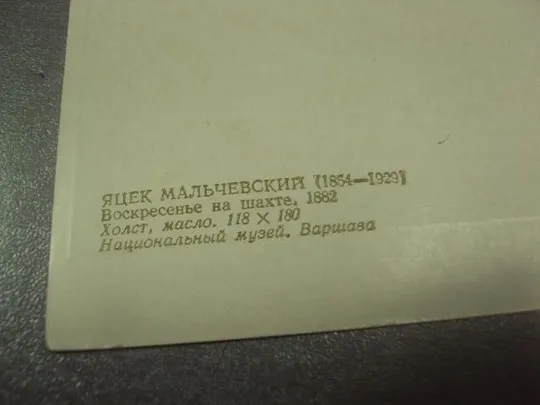 ЯЦЕК МАЛЬЧЕВСКИЙ (1854—1929)
Воскресенье на шахте, 1882
Холст, масло. 118 × 180
Национальный музей. Варшава